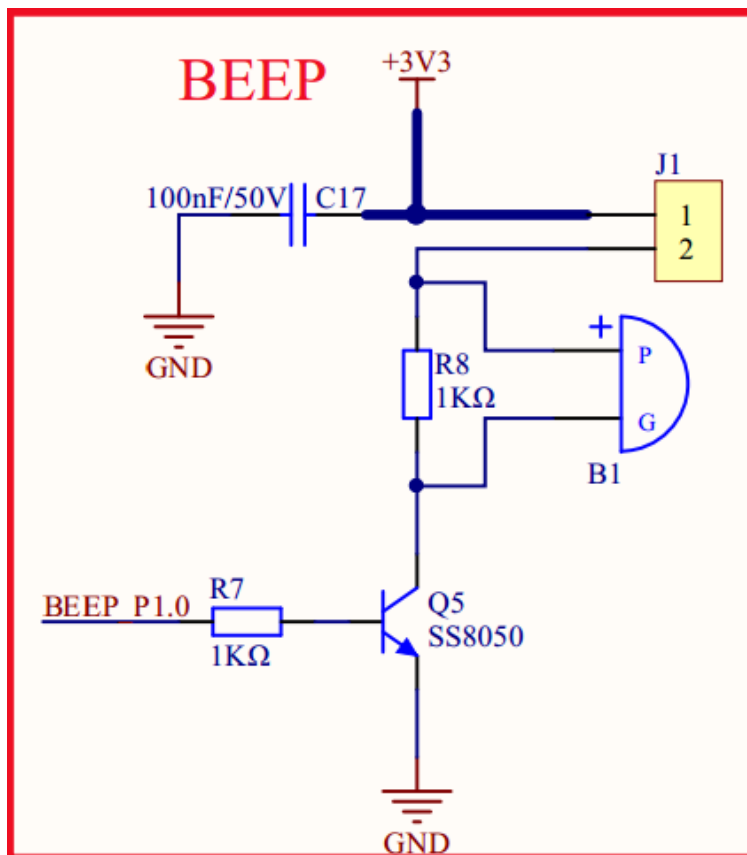 BEEP
+3V3
100nF/50V
C17
J1
1
2
GND
R8
1KΩ
+
P
G
B1
R7
BEEP_P1.0
1KΩ
Q5
SS8050
GND